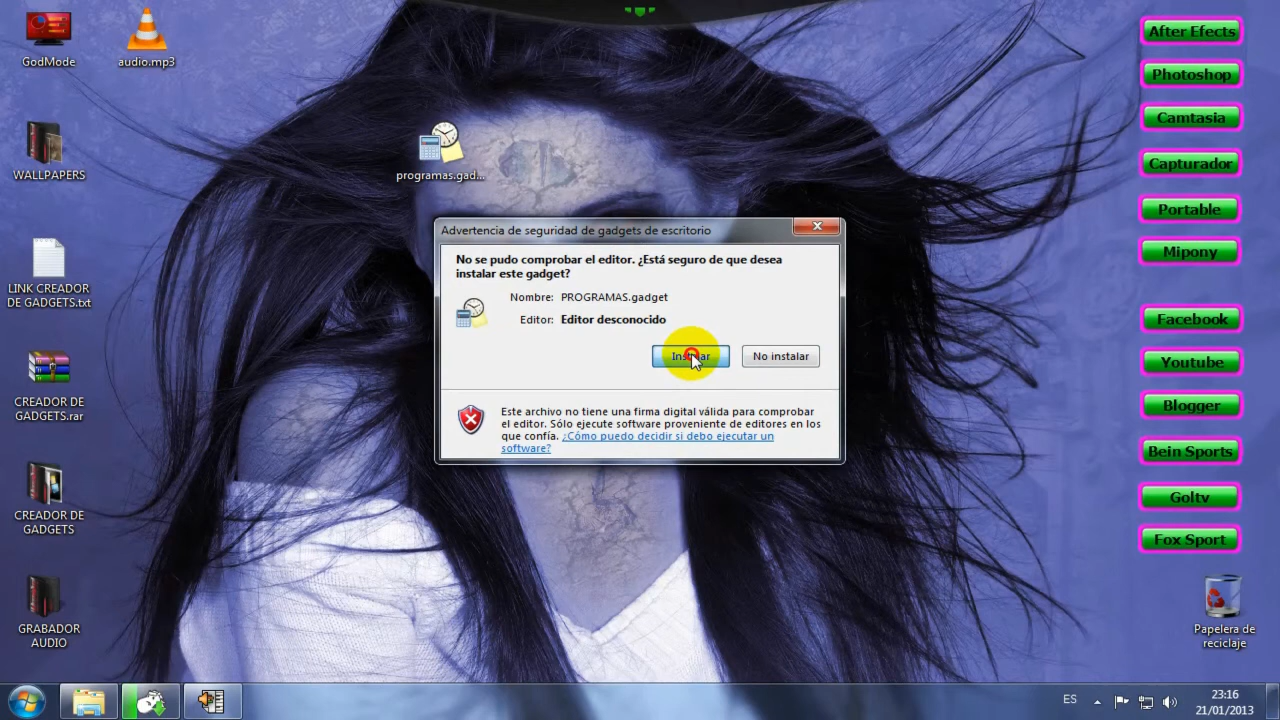 GodMode
audio.mp3
WALLPAPERS
programas.gad...
LINK CREADOR
DE GADGETS.txt
CREADOR DE
GADGETS.rar
CREADOR DE
GADGETS
GRABADOR
AUDIO
Advertencia de seguridad de gadgets de escritorio
No se pudo comprobar el editor. ¿Está seguro de que desea
instalar este gadget?
Nombre: PROGRAMAS.gadget
Editor: Editor desconocido
Instalar
No instalar
Este archivo no tiene una firma digital válida para comprobar
el editor. Sólo ejecute software proveniente de editores en los
que confía. ¿Cómo puedo decidir si debo ejecutar un
software?
After Efects
Photoshop
Camtasia
Capturador
Portable
Mipony
Facebook
Youtube
Blogger
Bein Sports
Goltv
Fox Sport
Papelera de
reciclaje
ES
23:16
21/01/2013